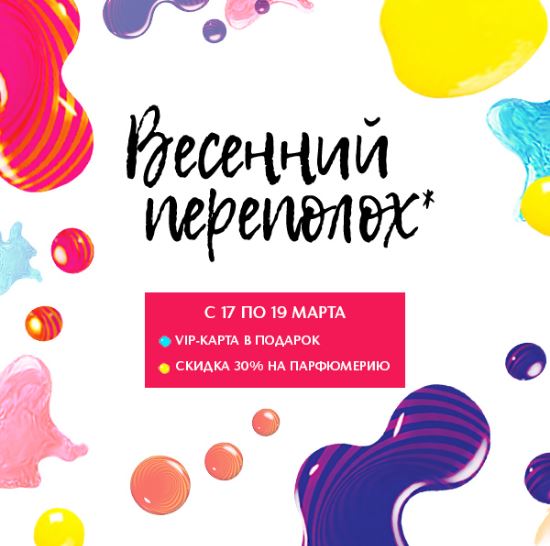 Весенний
переполох*
С 17 ПО 19 МАРТА
VIP-КАРТА В ПОДАРОК
СКИДКА 30% НА ПАРФЮМЕРИЮ